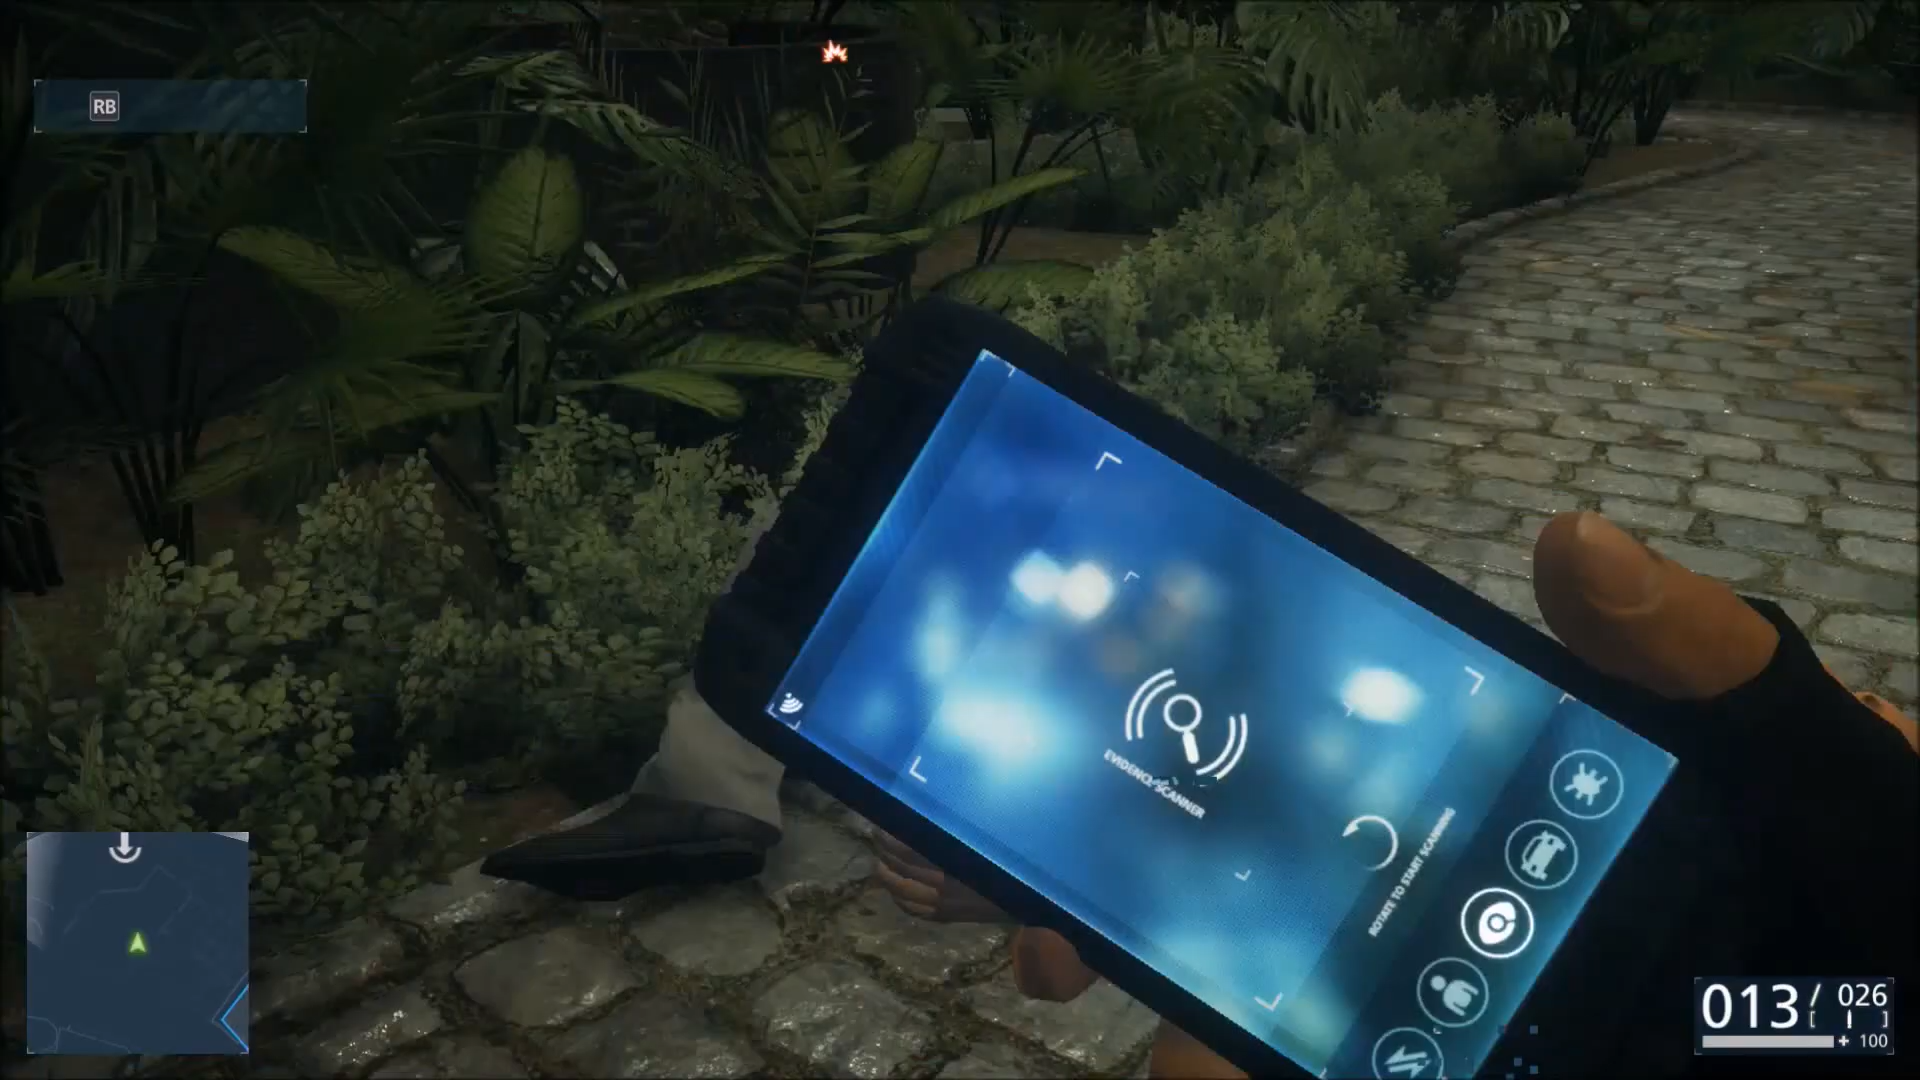 RB
EVIDENCE SCANNER
ROTATE TO START SCANNING
013/ 026
[ I ]
+ 100